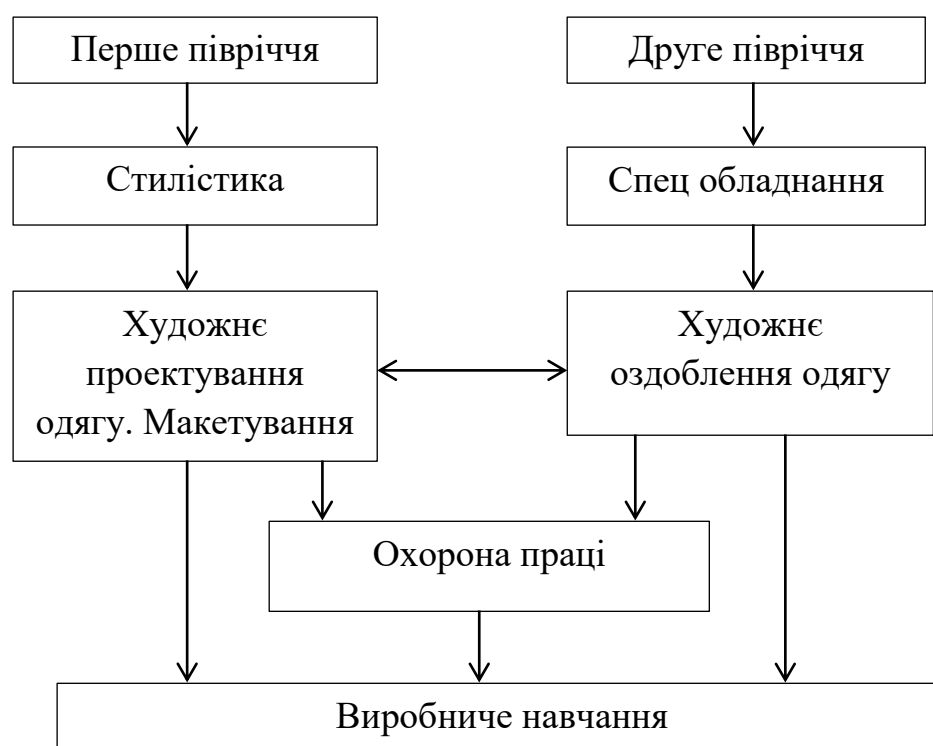 Перше півріччя
Друге півріччя
Стилістика
Спец обладнання
Художнє
проектування
одягу. Макетування
Художнє
оздоблення одягу
Охорона праці
Виробниче навчання